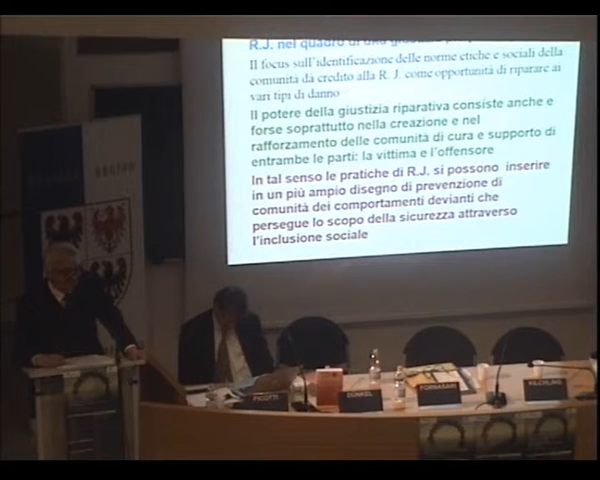 R.J. nel quadro di una giustizia
Il focus sull'identificazione delle norme etiche e sociali della
comunità dà credito alla R. J. come opportunità di riparare ai
vari tipi di danno
Il potere della giustizia riparativa consiste anche e
forse soprattutto nella creazione e nel
rafforzamento delle comunità di cura e supporto di
entrambe le parti: la vittima e l'offensore
In tal senso le pratiche di R.J. si possono inserire
in un più ampio disegno di prevenzione di
comunità dei comportamenti devianti che
persegue lo scopo della sicurezza attraverso
l'inclusione sociale
PICOTTI
DÜNKEL
FORNASARI
KILCHLING